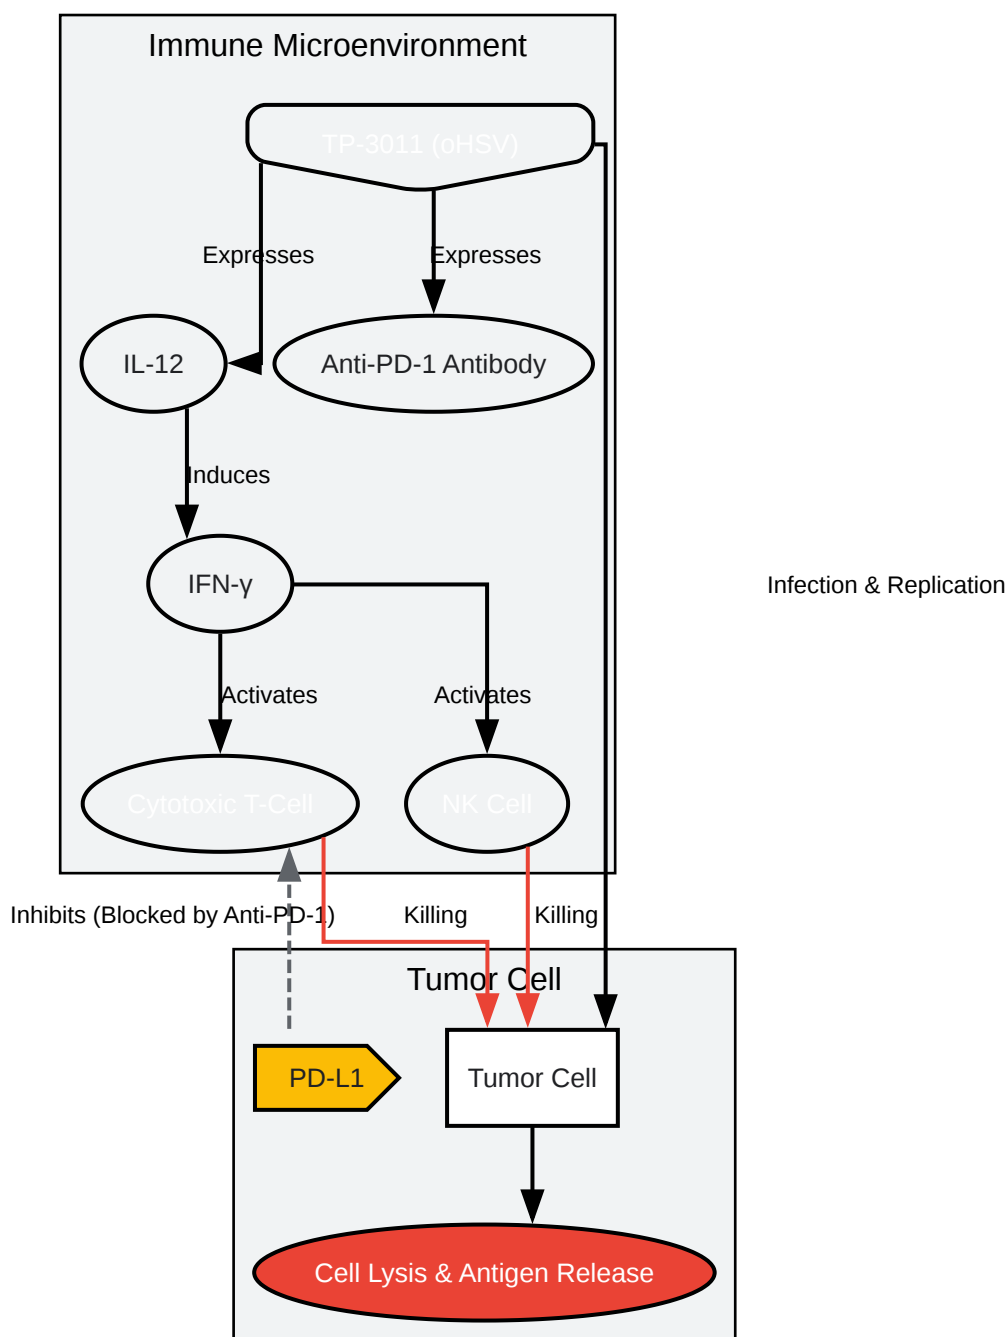 Immune Microenvironment
TP-3011 (oHSV)
Expresses
Expresses
IL-12
Anti-PD-1 Antibody
Induces
IFN-γ
Infection & Replication
Activates
Activates
Cytotoxic T-Cell
NK Cell
Inhibits (Blocked by Anti-PD-1)
Killing
Killing
Tumor Cell
PD-L1
Tumor Cell
Cell Lysis & Antigen Release